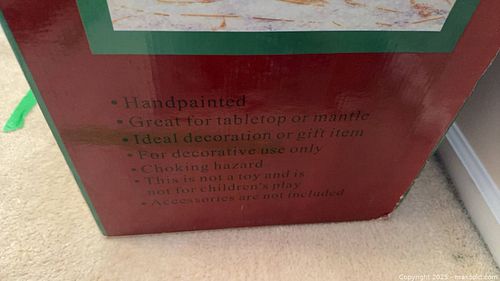 • Handpainted
• Great for tabletop or mantle
• Ideal decoration or gift item
• For decorative use only
• Choking hazard
• This is not a toy and is
not for children's play
• Accessories are not included
Copyright 2025 - maxsold.com